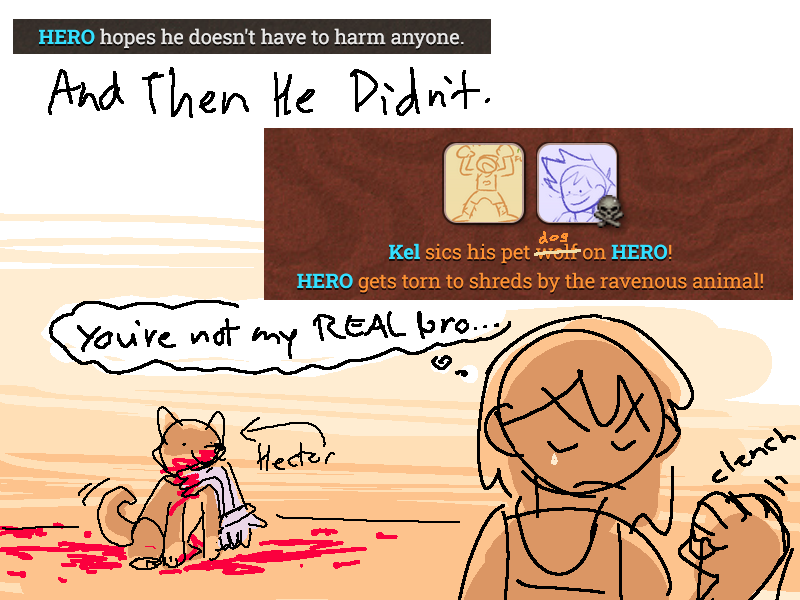 HERO hopes he doesn't have to harm anyone.
And Then He Didn't.
dog
Kel sics his pet wolf on HERO!
HERO gets torn to shreds by the ravenous animal!
You're not my REAL bro...
Hector
clench